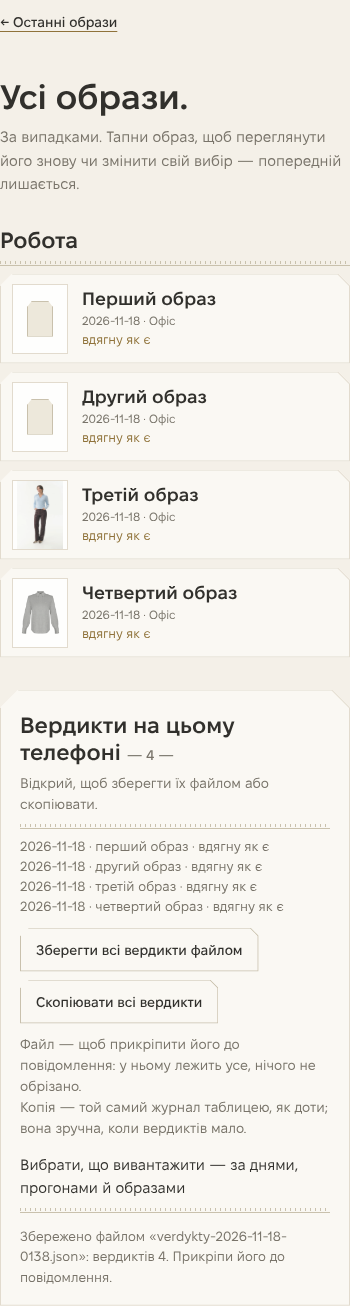 ← Останні образи
Усі образи.
За випадками. Тапни образ, щоб переглянути
його знову чи змінити свій вибір — попередній
лишається.
Робота
Перший образ
2026-11-18 · Офіс
вдягну як є
Другий образ
2026-11-18 · Офіс
вдягну як є
Третій образ
2026-11-18 · Офіс
вдягну як є
Четвертий образ
2026-11-18 · Офіс
вдягну як є
Вердикти на цьому
телефоні — 4 —
Відкрий, щоб зберегти їх файлом або
скопіювати.
2026-11-18 · перший образ · вдягну як є
2026-11-18 · другий образ · вдягну як є
2026-11-18 · третій образ · вдягну як є
2026-11-18 · четвертий образ · вдягну як є
Зберегти всі вердикти файлом
Скопіювати всі вердикти
Файл — щоб прикріпити його до
повідомлення: у ньому лежить усе, нічого не
обрізано.
Копія — той самий журнал таблицею, як доти;
вона зручна, коли вердиктів мало.
Вибрати, що вивантажити — за днями,
прогонами й образами
Збережено файлом «verdykty-2026-11-18-
0138.json»: вердиктів 4. Прикріпи його до
повідомлення.